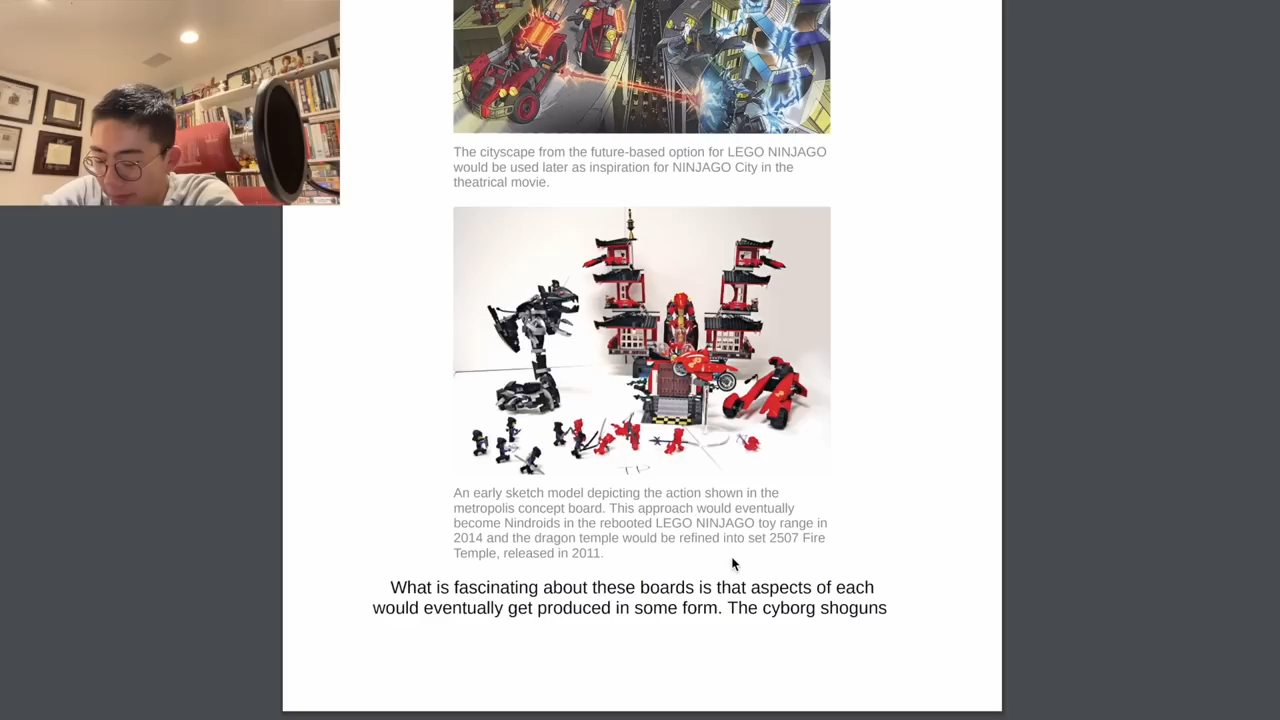 The cityscape from the future-based option for LEGO NINJAGO
would be used later as inspiration for NINJAGO City in the
theatrical movie.
An early sketch model depicting the action shown in the
metropolis concept board. This approach would eventually
become Nindroids in the rebooted LEGO NINJAGO toy range in
2014 and the dragon temple would be refined into set 2507 Fire
Temple, released in 2011.
What is fascinating about these boards is that aspects of each
would eventually get produced in some form. The cyborg shoguns